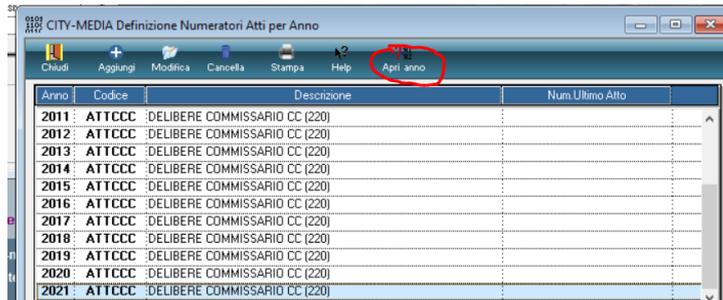 CITY-MEDIA Definizione Numeratori Atti per Anno
Chiudi Aggiungi Modifica Cancella Stampa Help Apri anno
Anno Codice Descrizione Num.Ultimo Atto
2011 ATTCCC DELIBERE COMMISSARIO CC (220)
2012 ATTCCC DELIBERE COMMISSARIO CC (220)
2013 ATTCCC DELIBERE COMMISSARIO CC (220)
2014 ATTCCC DELIBERE COMMISSARIO CC (220)
2015 ATTCCC DELIBERE COMMISSARIO CC (220)
2016 ATTCCC DELIBERE COMMISSARIO CC (220)
2017 ATTCCC DELIBERE COMMISSARIO CC (220)
2018 ATTCCC DELIBERE COMMISSARIO CC (220)
2019 ATTCCC DELIBERE COMMISSARIO CC (220)
2020 ATTCCC DELIBERE COMMISSARIO CC (220)
2021 ATTCCC DELIBERE COMMISSARIO CC (220)